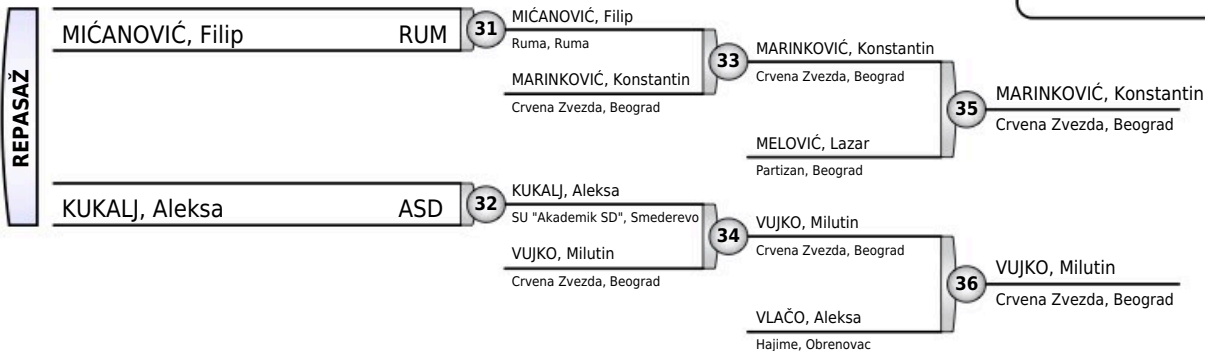 REPASAŽ
MIĆANOVIĆ, Filip RUM
31
MIĆANOVIĆ, Filip
Ruma, Ruma
MARINKOVIĆ, Konstantin
Crvena Zvezda, Beograd
33
MARINKOVIĆ, Konstantin
Crvena Zvezda, Beograd
MELOVIĆ, Lazar
Partizan, Beograd
35
MARINKOVIĆ, Konstantin
Crvena Zvezda, Beograd
KUKALJ, Aleksa ASD
32
KUKALJ, Aleksa
SU "Akademik SD", Smederevo
VUJKO, Milutin
Crvena Zvezda, Beograd
34
VUJKO, Milutin
Crvena Zvezda, Beograd
VLAČO, Aleksa
Hajime, Obrenovac
36
VUJKO, Milutin
Crvena Zvezda, Beograd